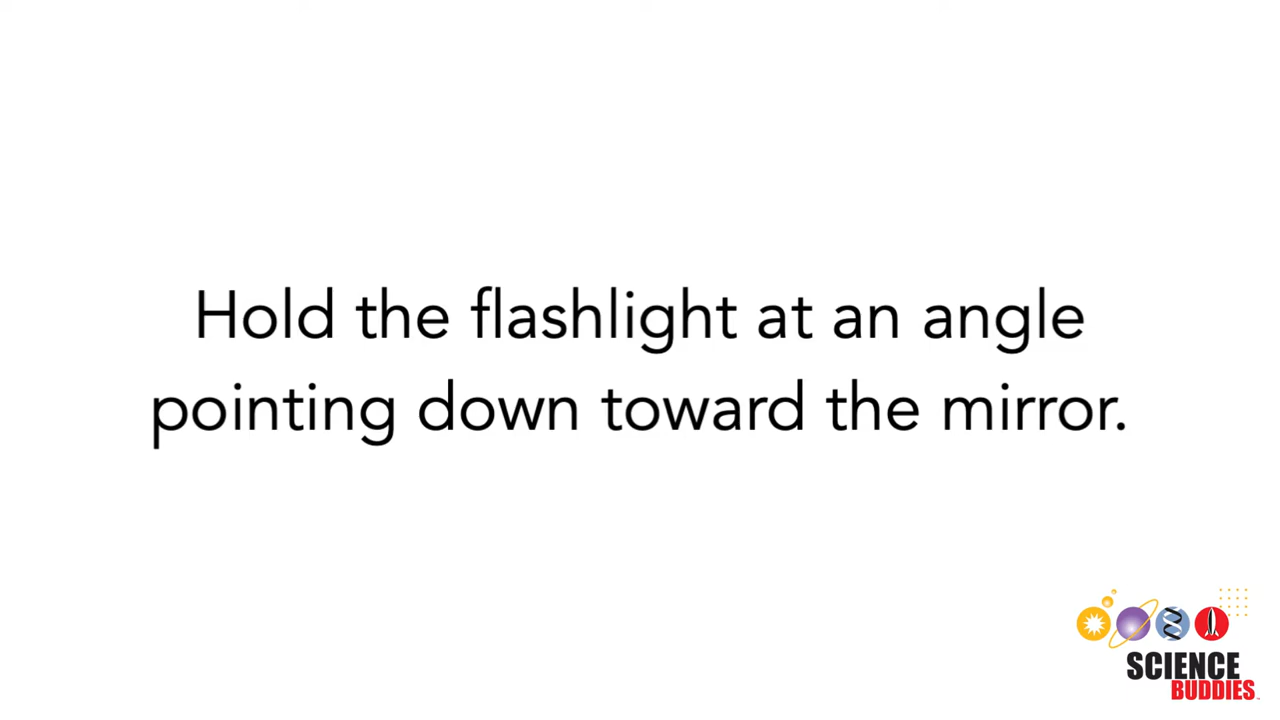 Hold the flashlight at an angle
pointing down toward the mirror.
SCIENCE
BUDDIES